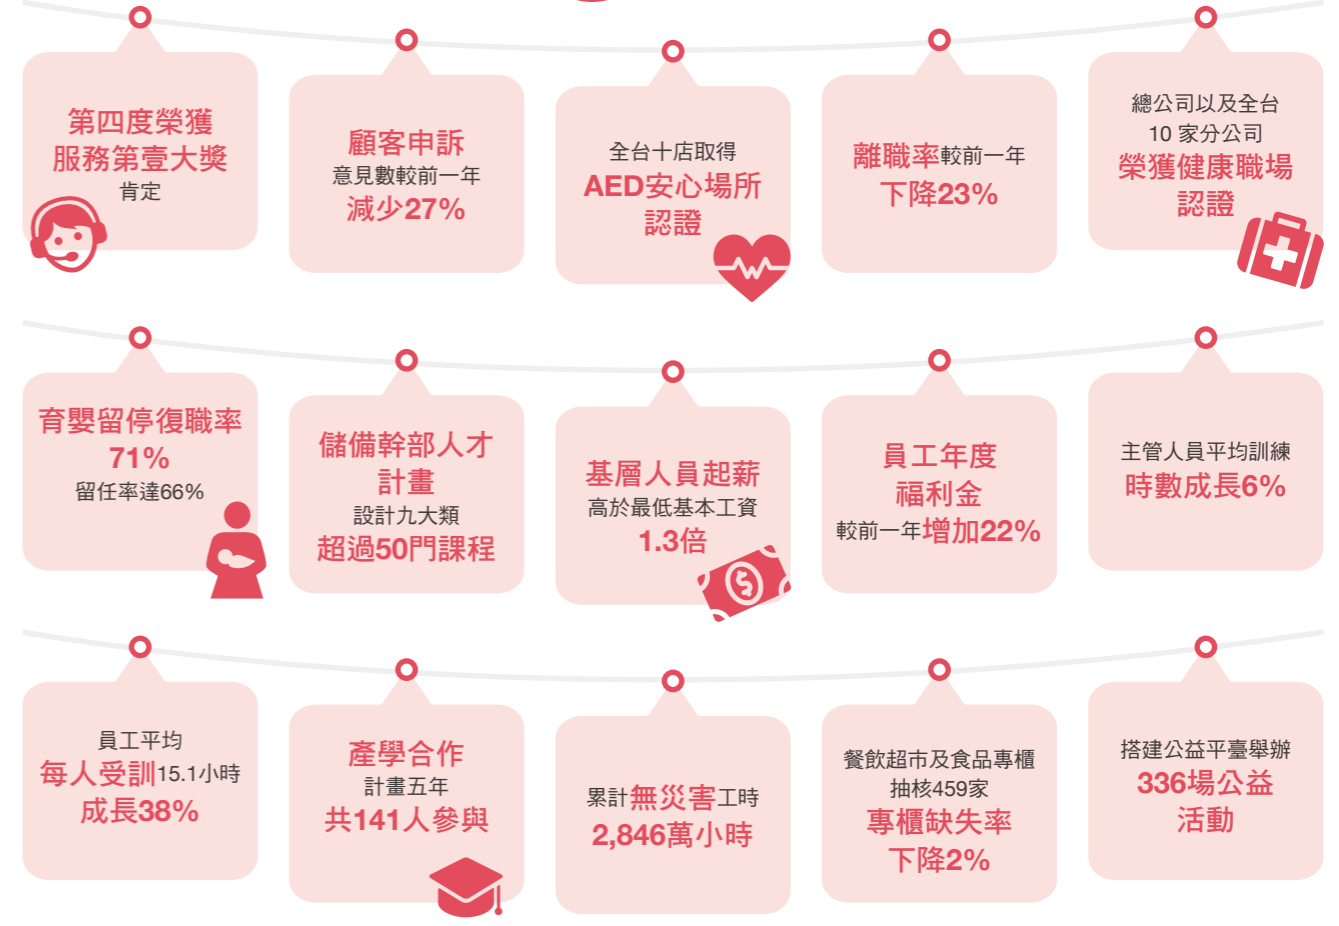 第四度榮獲
服務第壹大獎
肯定
顧客申訴
意見數較前一年
減少27%
全台十店取得
AED安心場所
認證
離職率較前一年
下降23%
總公司以及全台
10 家分公司
榮獲健康職場
認證
育嬰留停復職率
71%
留任率達66%
儲備幹部人才
計畫
設計九大類
超過50門課程
基層人員起薪
高於最低基本工資
1.3倍
員工年度
福利金
較前一年增加22%
主管人員平均訓練
時數成長6%
員工平均
每人受訓15.1小時
成長38%
產學合作
計畫五年
共141人參與
累計無災害工時
2,846萬小時
餐飲超市及食品專櫃
抽核459家
專櫃缺失率
下降2%
搭建公益平臺舉辦
336場公益
活動